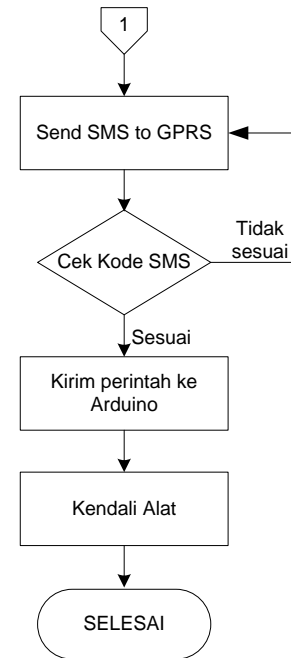 1
Send SMS to GPRS
Cek Kode SMS
Tidak
sesuai
Sesuai
Kirim perintah ke
Arduino
Kendali Alat
SELESAI